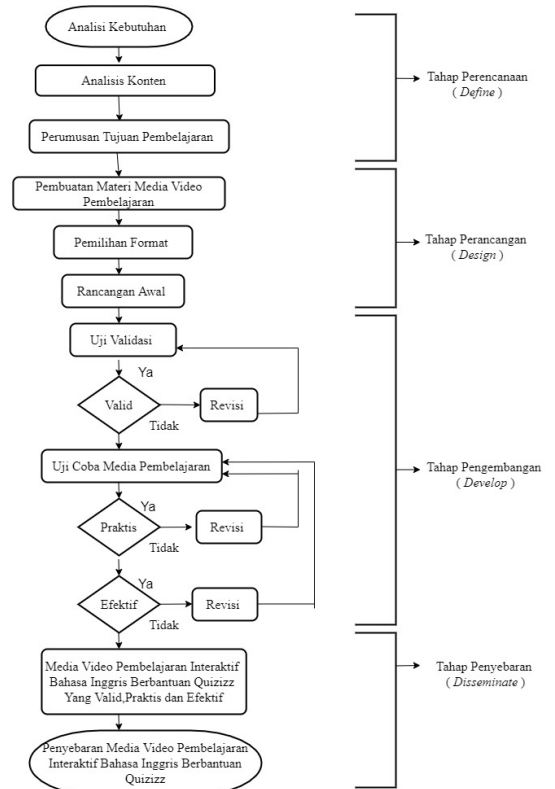 Analisi Kebutuhan
Analisis Konten
Perumusan Tujuan Pembelajaran
Tahap Perencanaan
( Define )
Pembuatan Materi Media Video
Pembelajaran
Pemilihan Format
Rancangan Awal
Tahap Perancangan
( Design )
Uji Validasi
Ya
Valid
Revisi
Tidak
Uji Coba Media Pembelajaran
Ya
Praktis
Revisi
Tidak
Ya
Efektif
Revisi
Tidak
Tahap Pengembangan
( Develop )
Media Video Pembelajaran Interaktif
Bahasa Inggris Berbantuan Quizizz
Yang Valid,Praktis dan Efektif
Penyebaran Media Video Pembelajaran
Interaktif Bahasa Inggris Berbantuan
Quizizz
Tahap Penyebaran
( Disseminate )